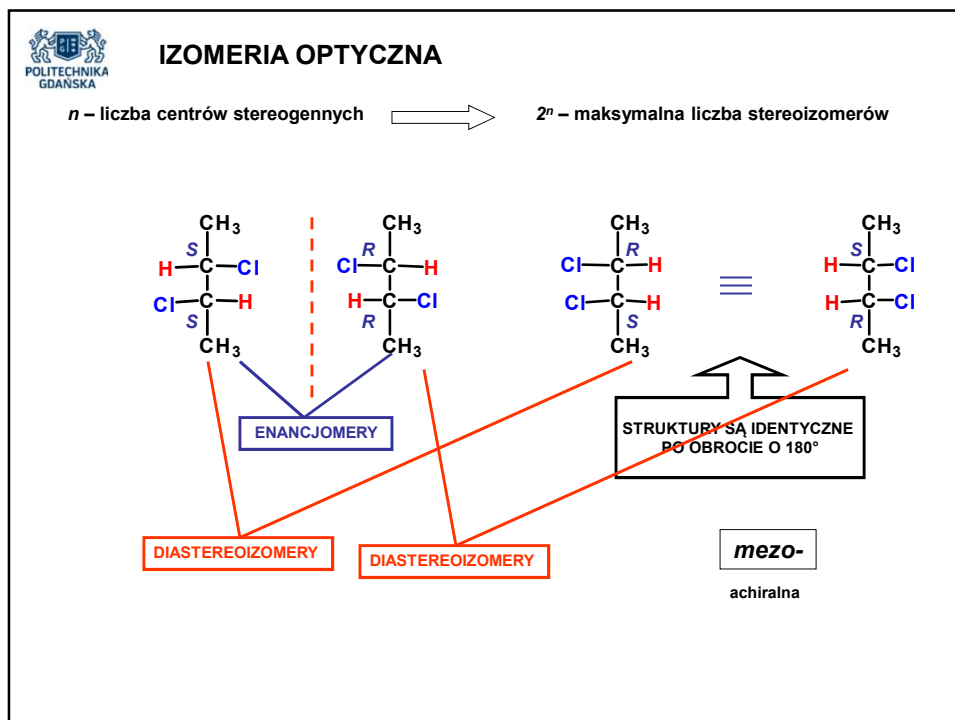 POLITECHNIKA
GDAŃSKA
IZOMERIA OPTYCZNA
n – liczba centrów stereogennych
2ⁿ – maksymalna liczba stereoizomerów
CH₃ CH₃ CH₃ CH₃
S R R S
H C Cl Cl C H Cl C H H C Cl
Cl C H H C Cl Cl C H H C Cl
S R S R
CH₃ CH₃ CH₃ CH₃
ENANCJOMERY
STRUKTURY SĄ IDENTYCZNE
PO OBROCIE O 180°
DIASTEREOIZOMERY
DIASTEREOIZOMERY
mezo-
achiralna